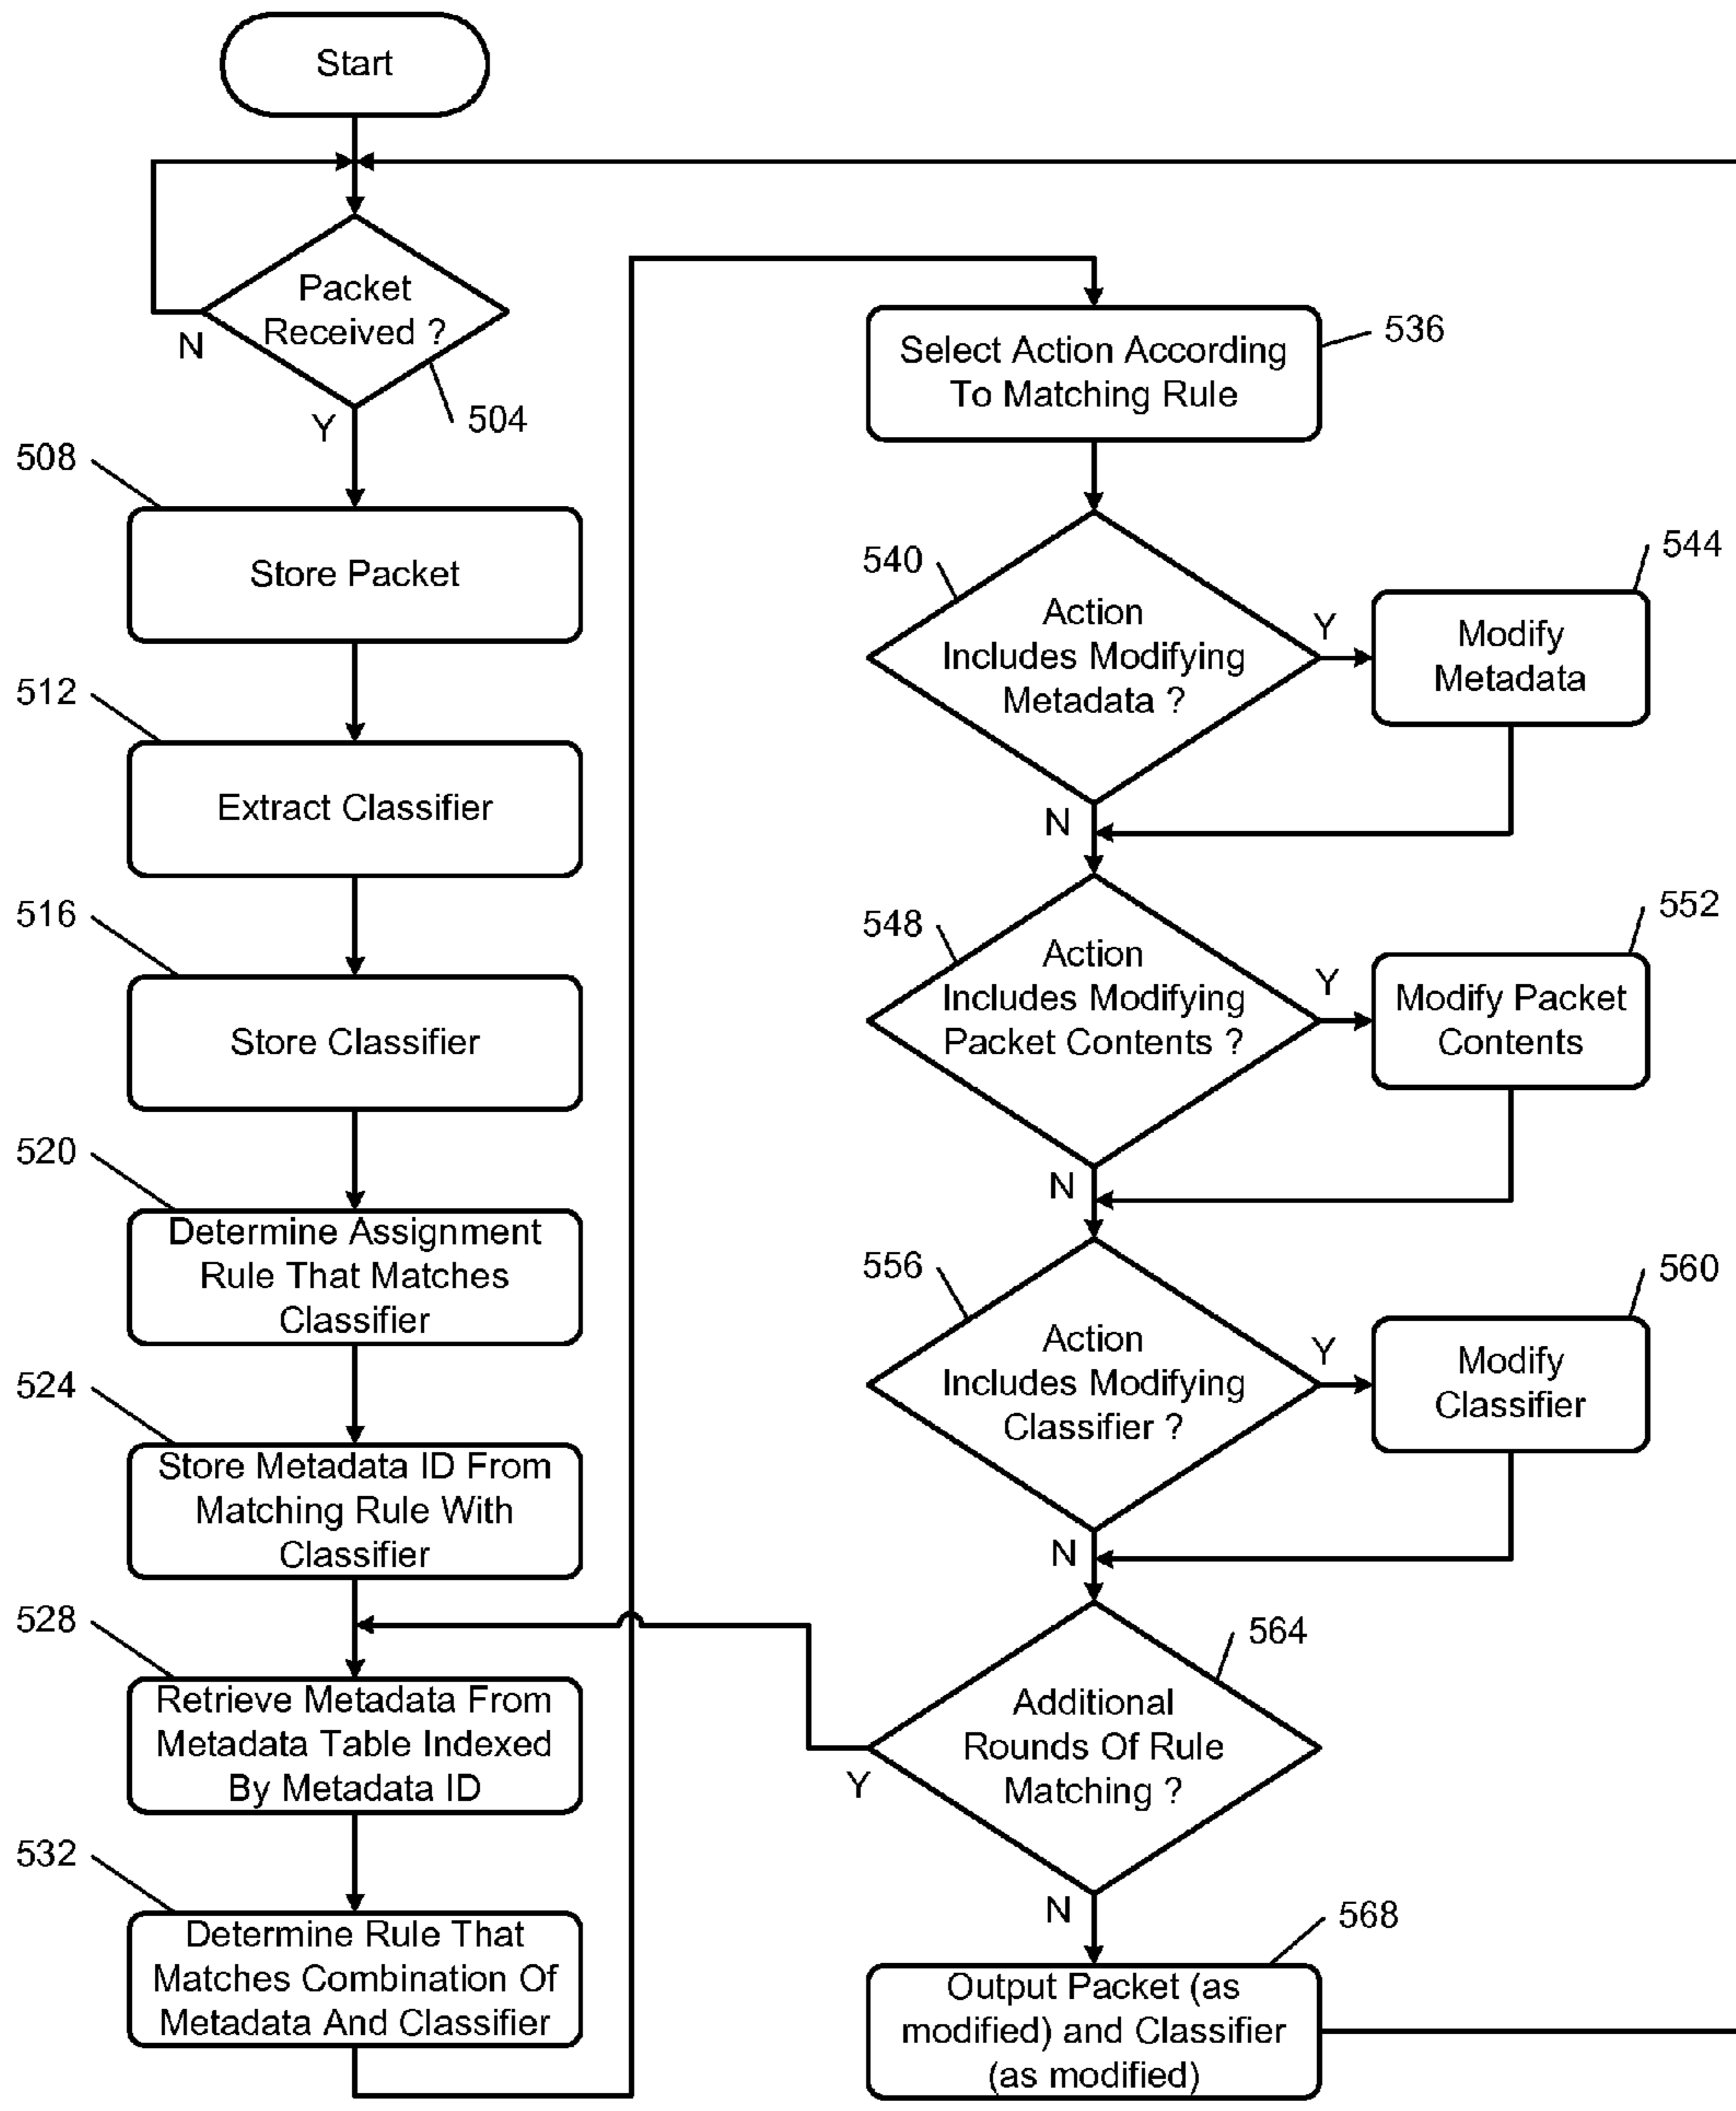 Start
Packet
Received ?
N
504
Y
508
Store Packet
512
Extract Classifier
516
Store Classifier
520
Determine Assignment
Rule That Matches
Classifier
524
Store Metadata ID From
Matching Rule With
Classifier
528
Retrieve Metadata From
Metadata Table Indexed
By Metadata ID
532
Determine Rule That
Matches Combination Of
Metadata And Classifier
536
Select Action According
To Matching Rule
540
Action
Includes Modifying
Metadata ?
Y
544
Modify
Metadata
N
548
Action
Includes Modifying
Packet Contents ?
Y
552
Modify Packet
Contents
N
556
Action
Includes Modifying
Classifier ?
Y
560
Modify
Classifier
N
564
Additional
Rounds Of Rule
Matching ?
Y
N
568
Output Packet (as
modified) and Classifier
(as modified)